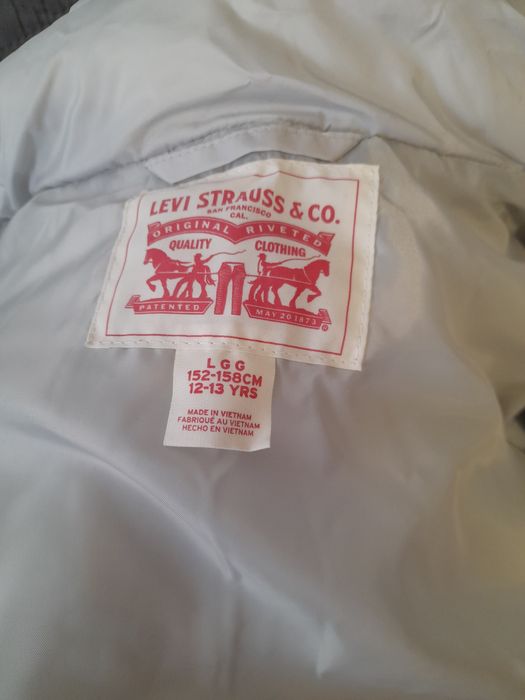 LEVI STRAUSS & CO.
SAN FRANCISCO
CAL.
ORIGINAL RIVETED
QUALITY CLOTHING
PATENTED MAY 20 1873 ®
L G G
152-158CM
12-13 YRS
MADE IN VIETNAM
FABRIQUÉ AU VIETNAM
HECHO EN VIETNAM